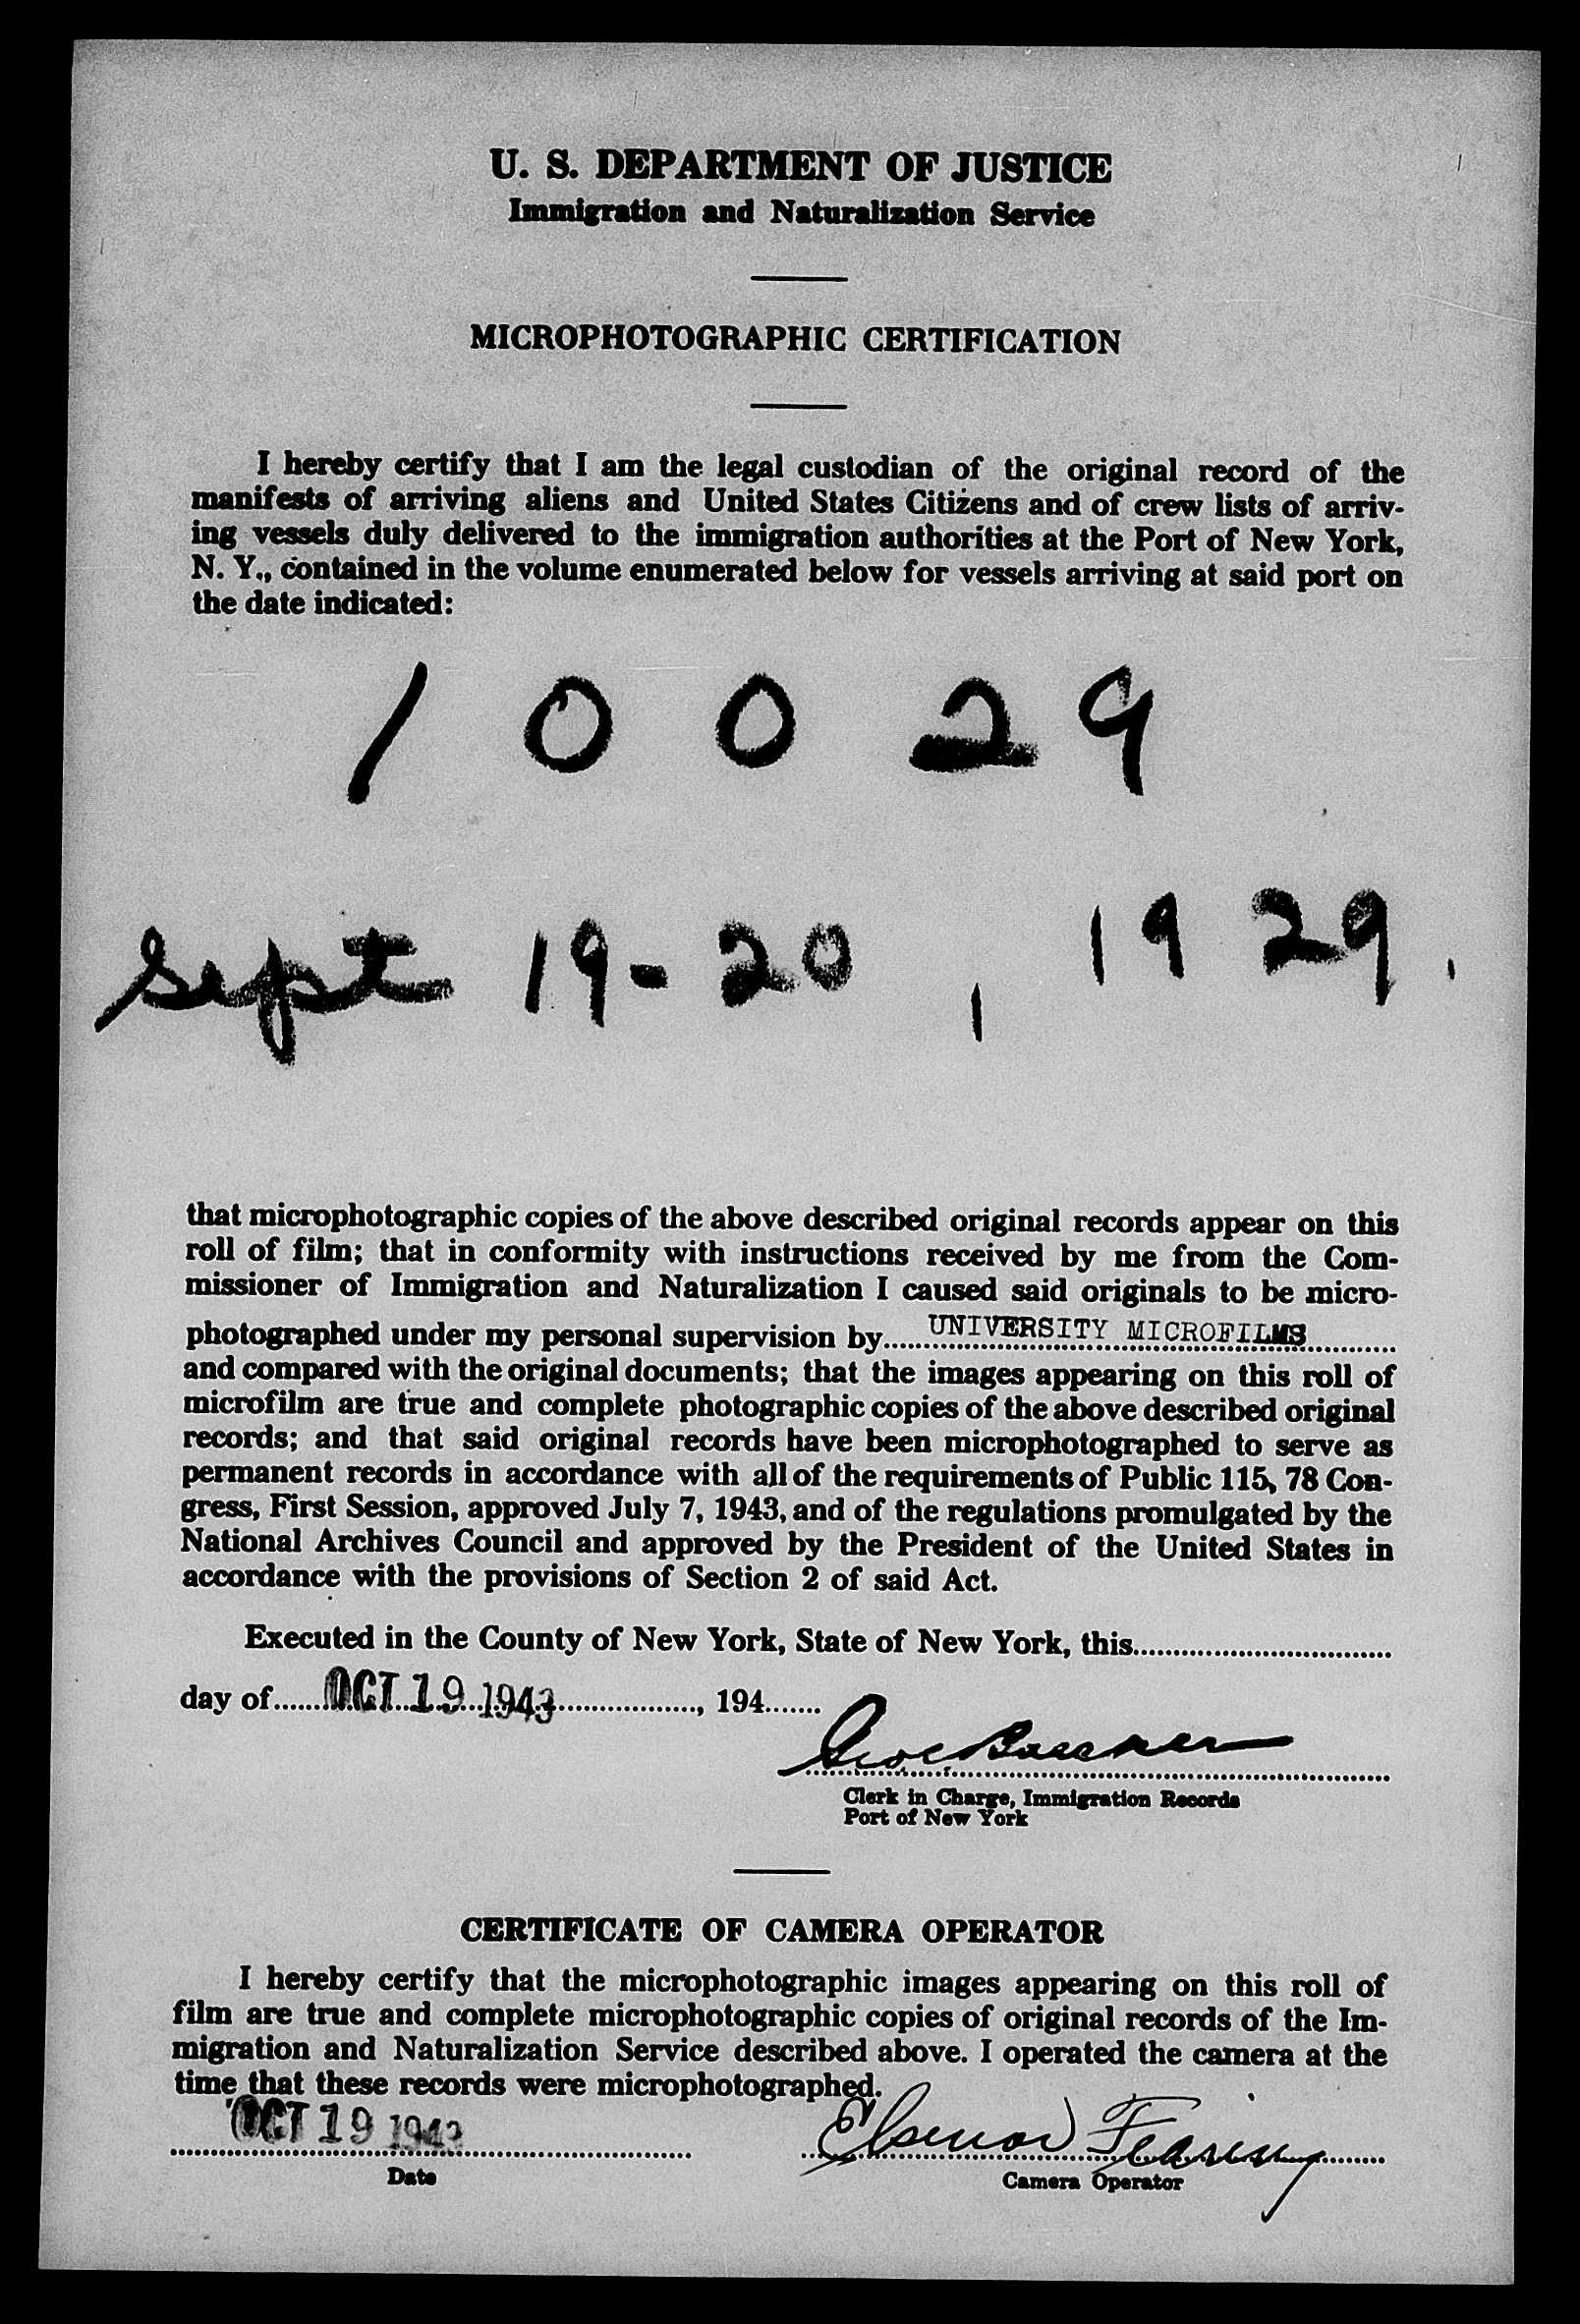 U. S. DEPARTMENT OF JUSTICE
Immigration and Naturalization Service
MICROPHOTOGRAPHIC CERTIFICATION
I hereby certify that I am the legal custodian of the original record of the
manifests of arriving aliens and United States Citizens and of crew lists of arriv-
ing vessels duly delivered to the immigration authorities at the Port of New York,
N. Y., contained in the volume enumerated below for vessels arriving at said port on
the date indicated:
10029
Sept 19-20, 1929.
that microphotographic copies of the above described original records appear on this
roll of film; that in conformity with instructions received by me from the Com-
missioner of Immigration and Naturalization I caused said originals to be micro-
photographed under my personal supervision by UNIVERSITY MICROFILMS
and compared with the original documents; that the images appearing on this roll of
microfilm are true and complete photographic copies of the above described original
records; and that said original records have been microphotographed to serve as
permanent records in accordance with all of the requirements of Public 115, 78 Con-
gress, First Session, approved July 7, 1943, and of the regulations promulgated by the
National Archives Council and approved by the President of the United States in
accordance with the provisions of Section 2 of said Act.
Executed in the County of New York, State of New York, this
day of OCT 19 1943, 194
Clerk in Charge, Immigration Records
Port of New York
CERTIFICATE OF CAMERA OPERATOR
I hereby certify that the microphotographic images appearing on this roll of
film are true and complete microphotographic copies of original records of the Im-
migration and Naturalization Service described above. I operated the camera at the
time that these records were microphotographed.
OCT 19 1943 Fearing
Date
Camera Operator